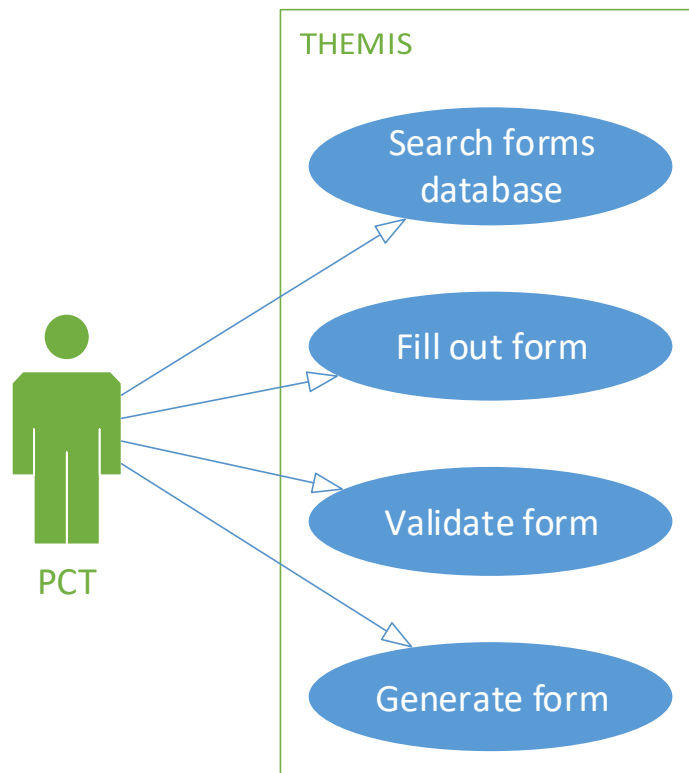 THEMIS
Search forms
database
Fill out form
Validate form
PCT
Generate form